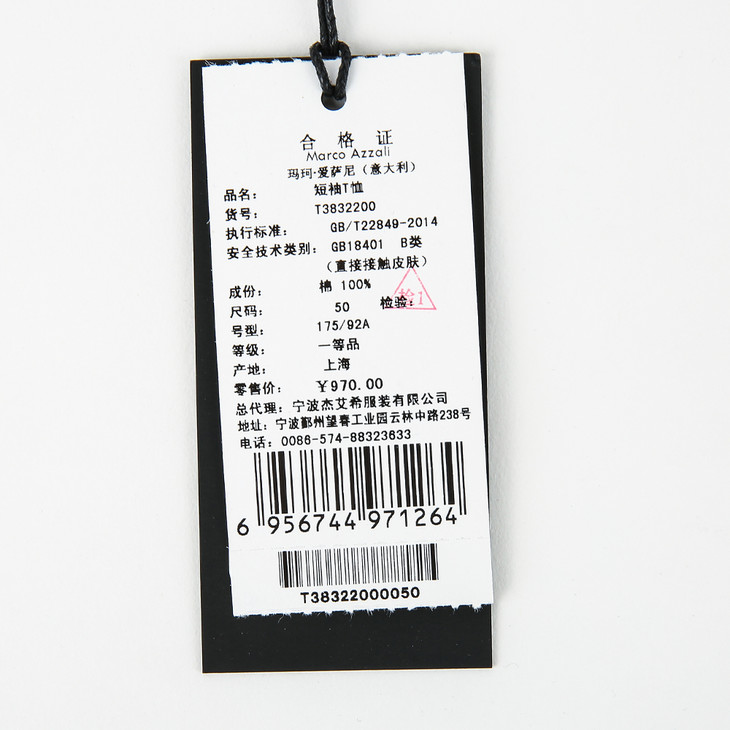 合格证
Marco Azzali
玛珂·爱萨尼（意大利）
品名： 短袖T恤
货号： T3832200
执行标准： GB/T22849-2014
安全技术类别： GB18401 B类
（直接接触皮肤）
成份： 棉 100%
尺码： 50 检验： 检1
号型： 175/92A
等级： 一等品
产地： 上海
零售价： ￥970.00
总代理：宁波杰艾希服装有限公司
地址：宁波鄞州望春工业园云林中路238号
电话：0086-574-88323633
6 956744 971264
T38322000050